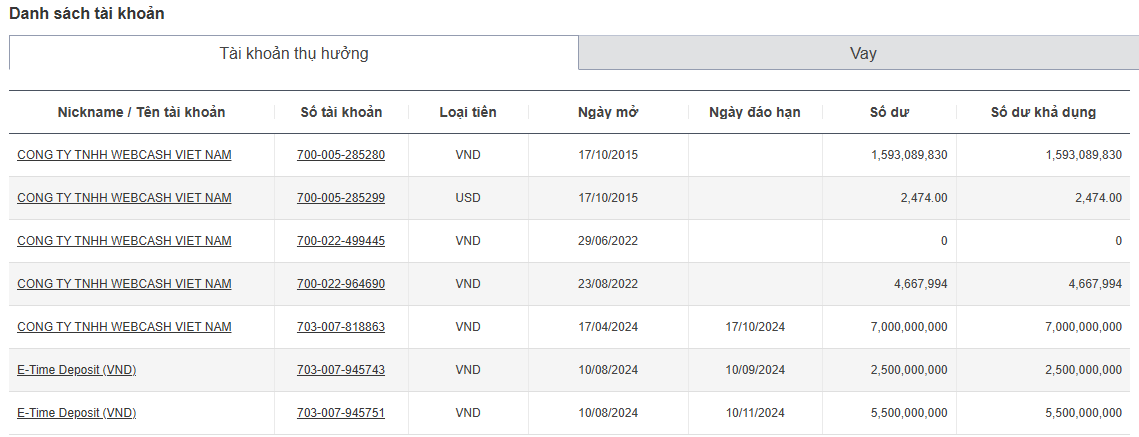 Danh sách tài khoản
Tài khoản thụ hưởng Vay
Nickname / Tên tài khoản Số tài khoản Loại tiên Ngày mở Ngày đáo hạn Số dư Số dư khả dụng
CONG TY TNHH WEBCASH VIET NAM 700-005-285280 VND 17/10/2015 1,593,089,830 1,593,089,830
CONG TY TNHH WEBCASH VIET NAM 700-005-285299 USD 17/10/2015 2,474.00 2,474.00
CONG TY TNHH WEBCASH VIET NAM 700-022-499445 VND 29/06/2022 0 0
CONG TY TNHH WEBCASH VIET NAM 700-022-964690 VND 23/08/2022 4,667,994 4,667,994
CONG TY TNHH WEBCASH VIET NAM 703-007-818863 VND 17/04/2024 17/10/2024 7,000,000,000 7,000,000,000
E-Time Deposit (VND) 703-007-945743 VND 10/08/2024 10/09/2024 2,500,000,000 2,500,000,000
E-Time Deposit (VND) 703-007-945751 VND 10/08/2024 10/11/2024 5,500,000,000 5,500,000,000